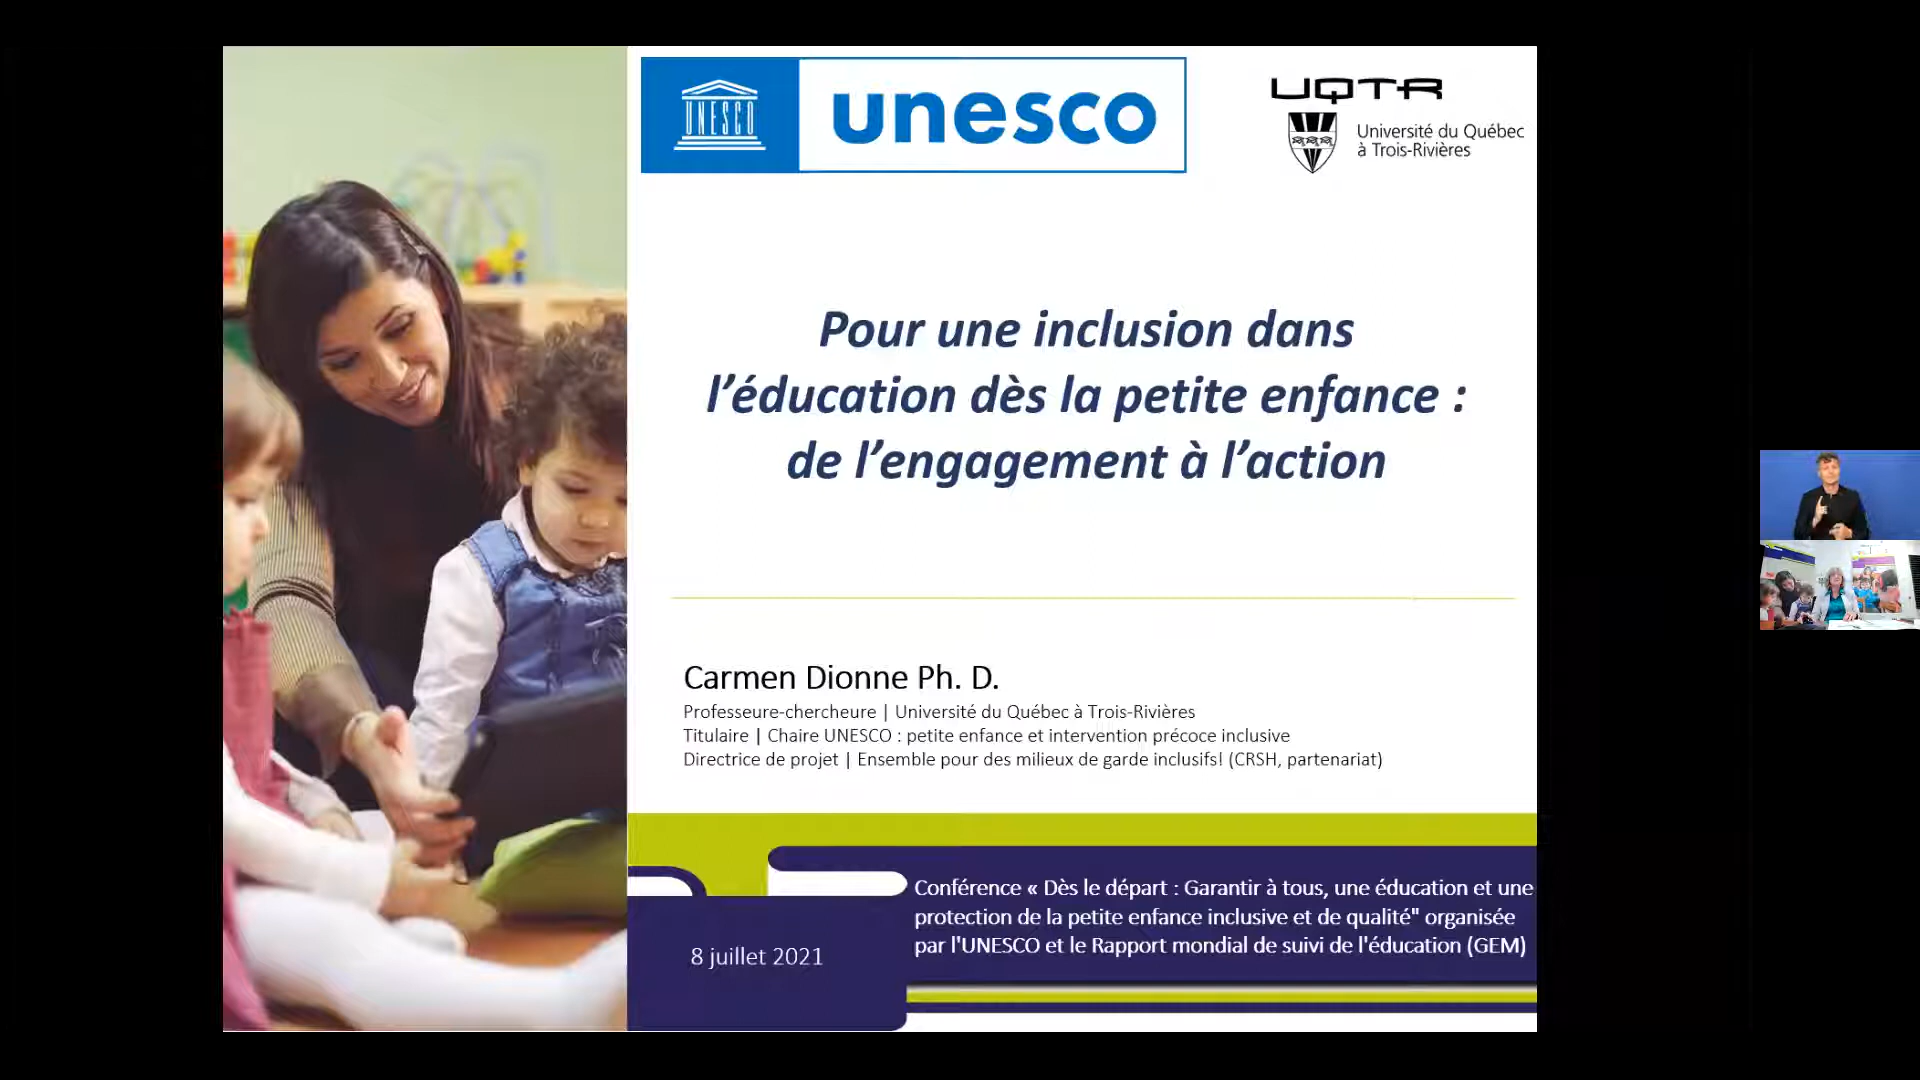 UNESCO
unesco
UQTR
Université du Québec
à Trois-Rivières
Pour une inclusion dans
l’éducation dès la petite enfance :
de l’engagement à l’action
Carmen Dionne Ph. D.
Professeure-chercheure | Université du Québec à Trois-Rivières
Titulaire | Chaire UNESCO : petite enfance et intervention précoce inclusive
Directrice de projet | Ensemble pour des milieux de garde inclusifs! (CRSH, partenariat)
Conférence « Dès le départ : Garantir à tous, une éducation et une
protection de la petite enfance inclusive et de qualité" organisée
par l'UNESCO et le Rapport mondial de suivi de l'éducation (GEM)
8 juillet 2021